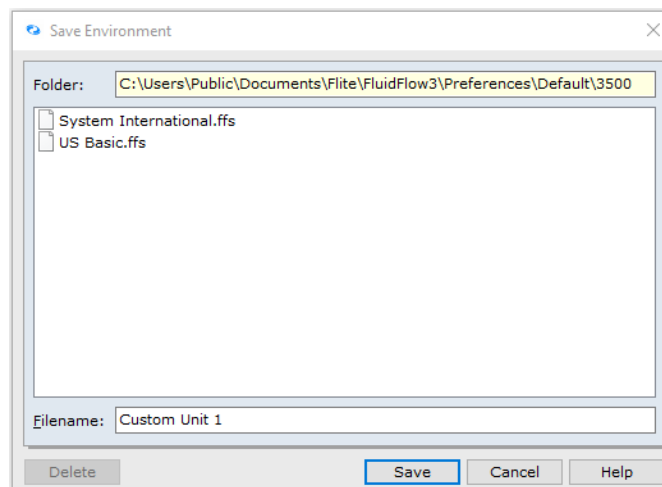 Save Environment
Folder: C:\Users\Public\Documents\Flite\FluidFlow3\Preferences\Default\3500
System International.ffs
US Basic.ffs
Filename: Custom Unit 1
Delete Save Cancel Help